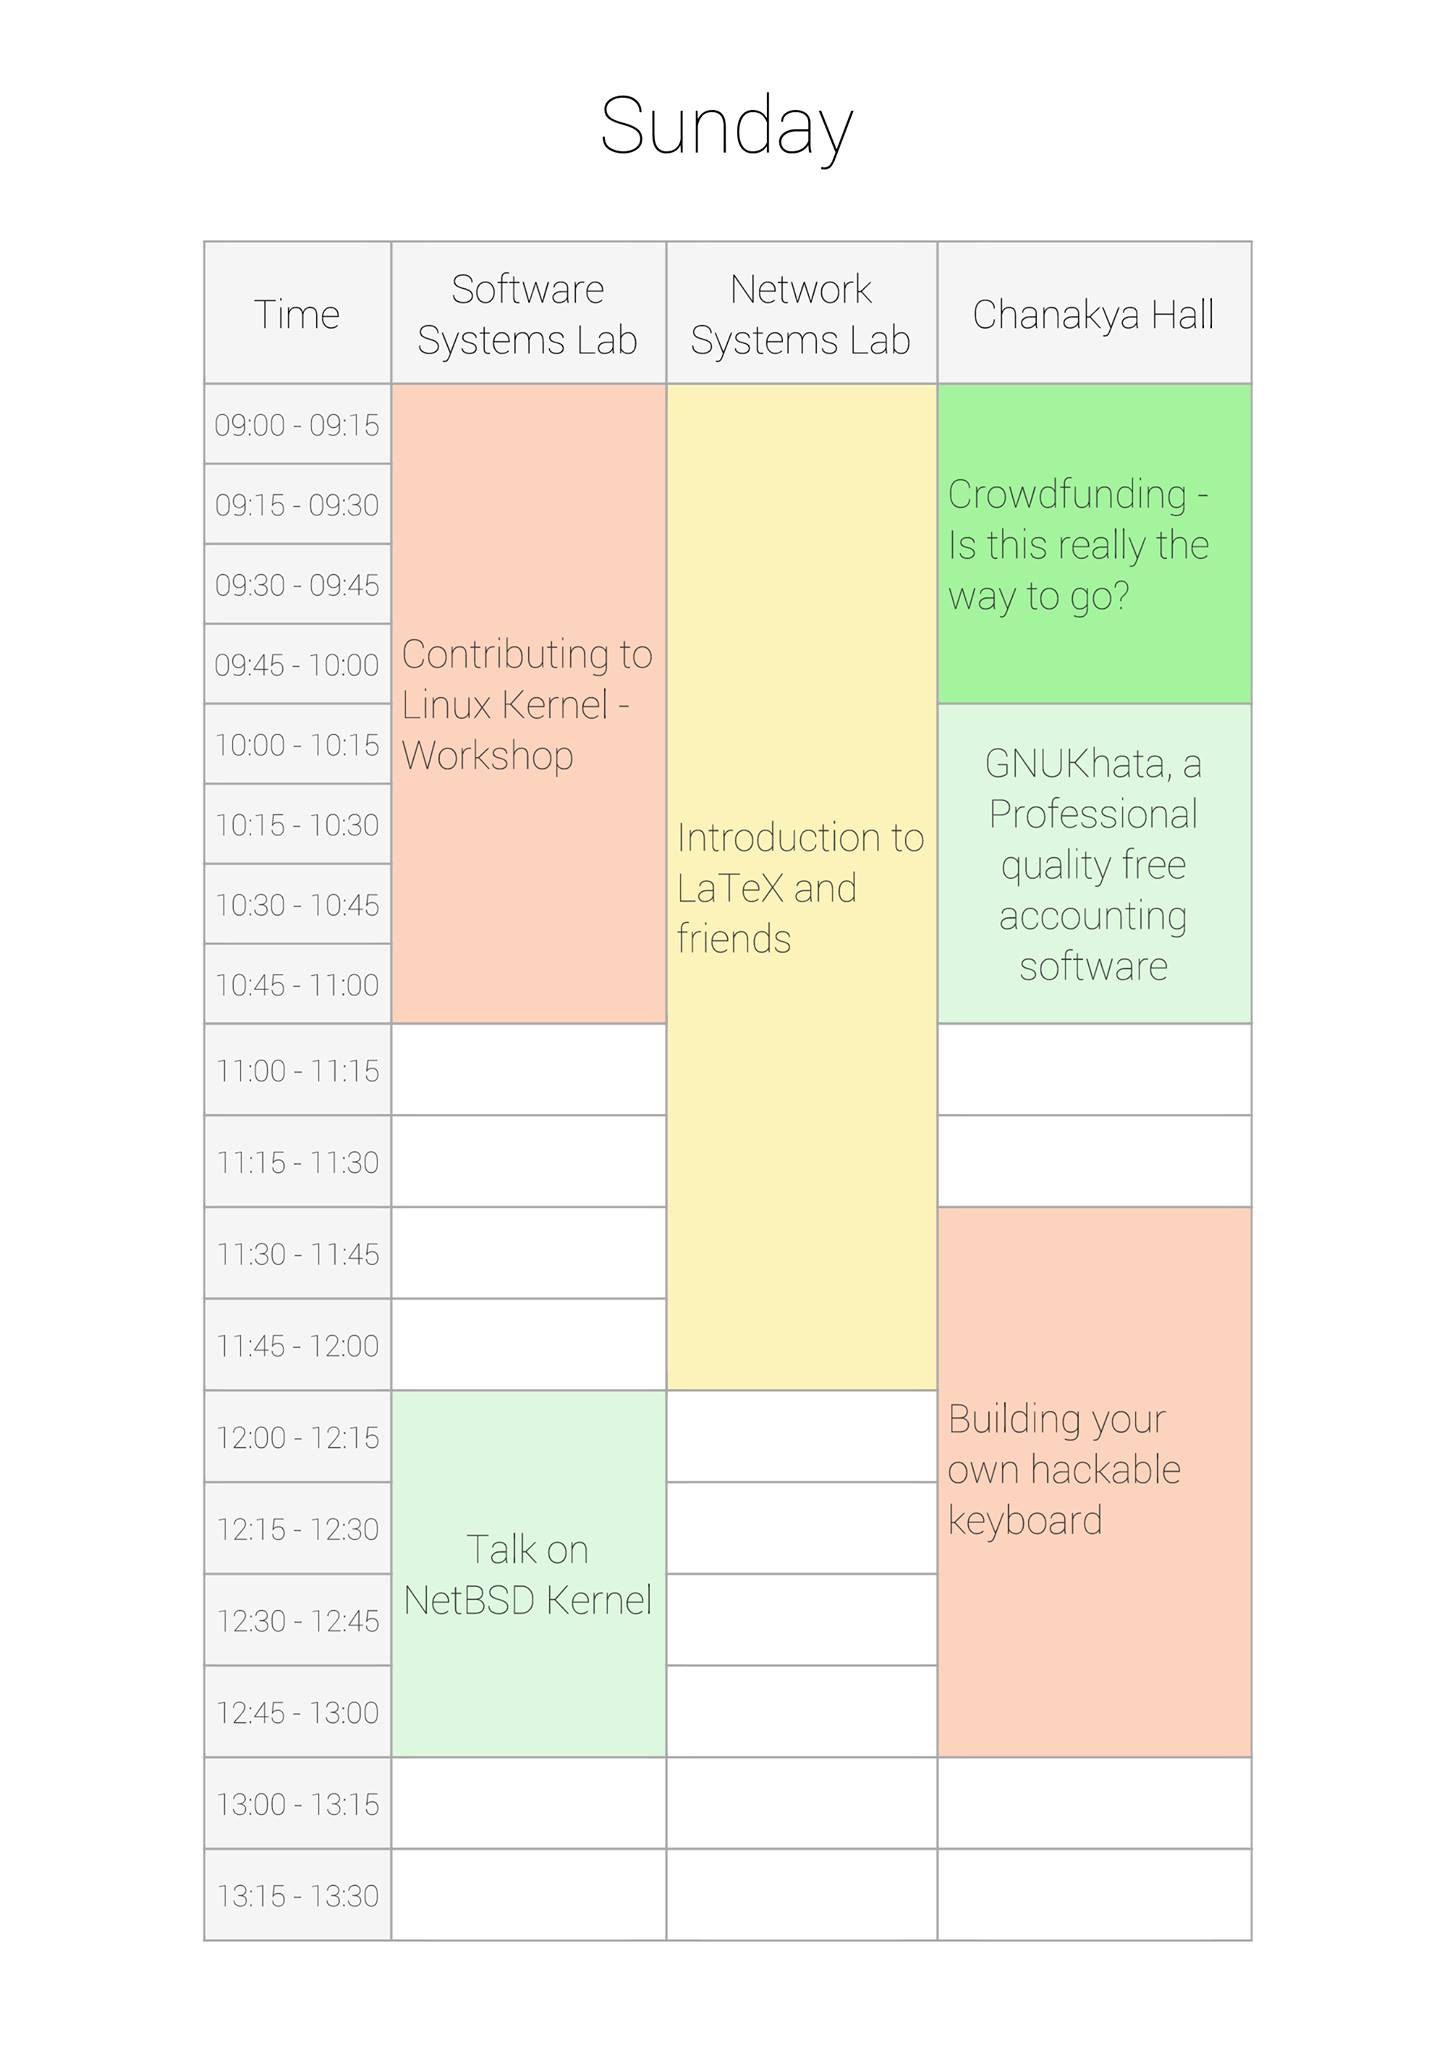 Sunday
Time
Software
Systems Lab
Network
Systems Lab
Chanakya Hall
09:00 - 09:15
09:15 - 09:30
09:30 - 09:45
09:45 - 10:00
10:00 - 10:15
10:15 - 10:30
10:30 - 10:45
10:45 - 11:00
11:00 - 11:15
11:15 - 11:30
11:30 - 11:45
11:45 - 12:00
12:00 - 12:15
12:15 - 12:30
12:30 - 12:45
12:45 - 13:00
13:00 - 13:15
13:15 - 13:30
Contributing to
Linux Kernel -
Workshop
Talk on
NetBSD Kernel
Introduction to
LaTeX and
friends
Crowdfunding -
Is this really the
way to go?
GNUKhata, a
Professional
quality free
accounting
software
Building your
own hackable
keyboard